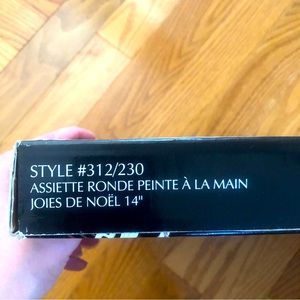 STYLE #312/230
ASSIETTE RONDE PEINTE À LA MAIN
JOIES DE NOËL 14"